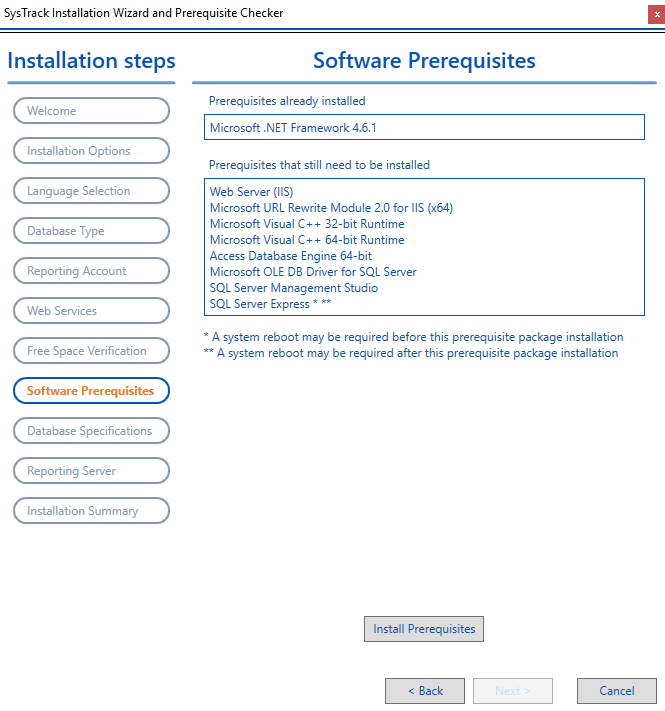 SysTrack Installation Wizard and Prerequisite Checker
x
Installation steps
Welcome
Installation Options
Language Selection
Database Type
Reporting Account
Web Services
Free Space Verification
Software Prerequisites
Database Specifications
Reporting Server
Installation Summary
Software Prerequisites
Prerequisites already installed
Microsoft .NET Framework 4.6.1
Prerequisites that still need to be installed
Web Server (IIS)
Microsoft URL Rewrite Module 2.0 for IIS (x64)
Microsoft Visual C++ 32-bit Runtime
Microsoft Visual C++ 64-bit Runtime
Access Database Engine 64-bit
Microsoft OLE DB Driver for SQL Server
SQL Server Management Studio
SQL Server Express * **
* A system reboot may be required before this prerequisite package installation
** A system reboot may be required after this prerequisite package installation
Install Prerequisites
< Back
Next >
Cancel